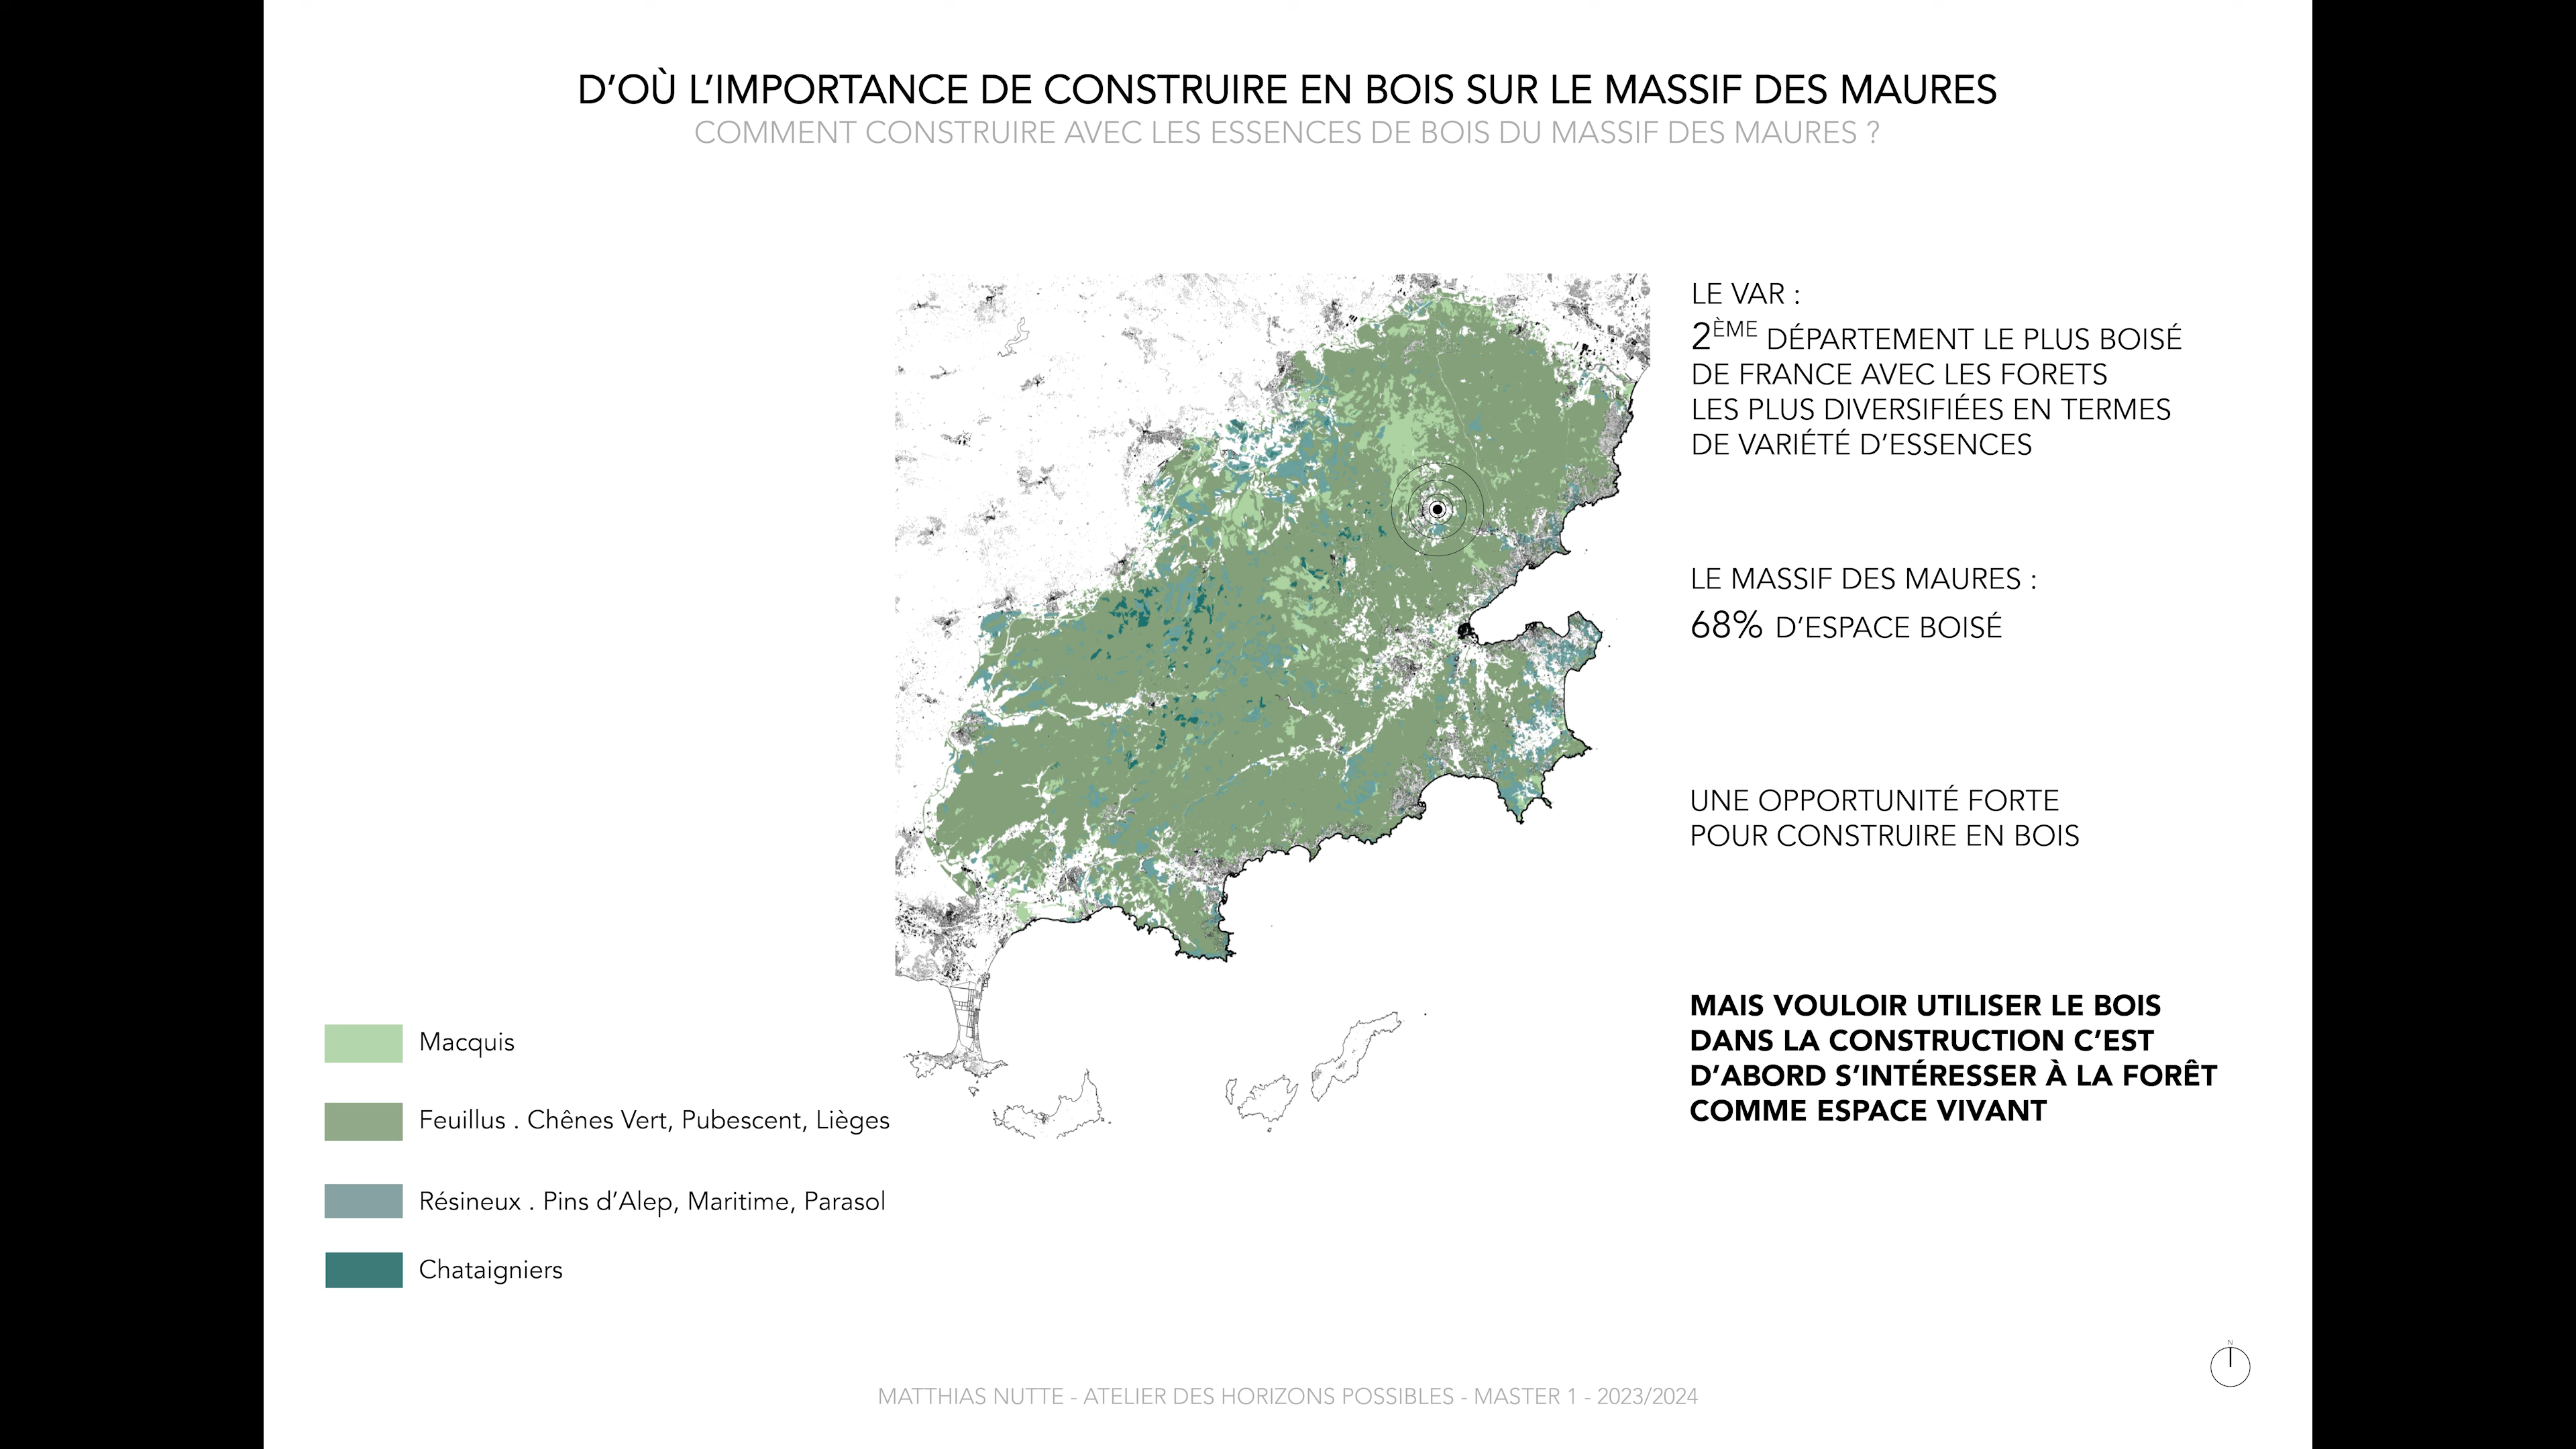 D'OÙ L'IMPORTANCE DE CONSTRUIRE EN BOIS SUR LE MASSIF DES MAURES
COMMENT CONSTRUIRE AVEC LES ESSENCES DE BOIS DU MASSIF DES MAURES ?
LE VAR :
2ÈME DÉPARTEMENT LE PLUS BOISÉ
DE FRANCE AVEC LES FORETS
LES PLUS DIVERSIFIÉES EN TERMES
DE VARIÉTÉ D'ESSENCES
LE MASSIF DES MAURES :
68% D'ESPACE BOISÉ
UNE OPPORTUNITÉ FORTE
POUR CONSTRUIRE EN BOIS
MAIS VOULOIR UTILISER LE BOIS
DANS LA CONSTRUCTION C'EST
D'ABORD S'INTÉRESSER À LA FORÊT
COMME ESPACE VIVANT
Macquis
Feuillus . Chênes Vert, Pubescent, Lièges
Résineux . Pins d'Alep, Maritime, Parasol
Chataigniers
N
MATTHIAS NUTTE - ATELIER DES HORIZONS POSSIBLES - MASTER 1 - 2023/2024